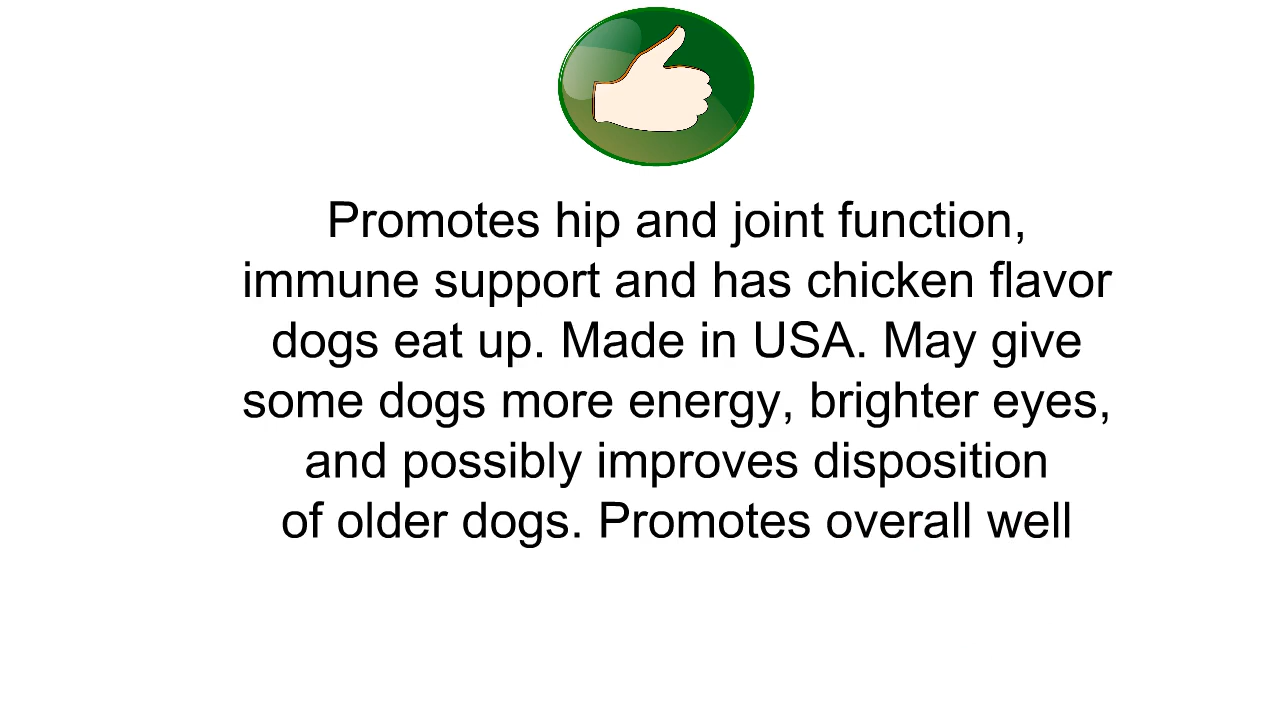 Promotes hip and joint function,
immune support and has chicken flavor
dogs eat up. Made in USA. May give
some dogs more energy, brighter eyes,
and possibly improves disposition
of older dogs. Promotes overall well